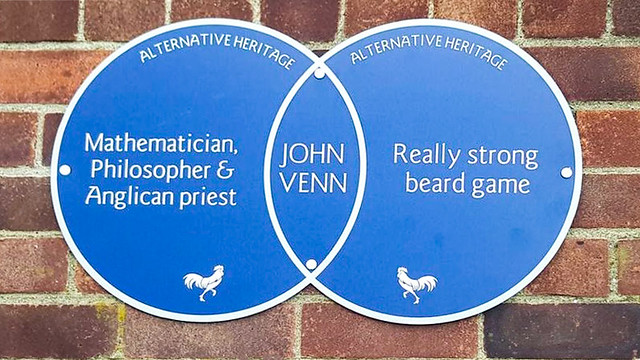 ALTERNATIVE HERITAGE
Mathematician,
Philosopher &
Anglican priest
JOHN
VENN
ALTERNATIVE HERITAGE
Really strong
beard game